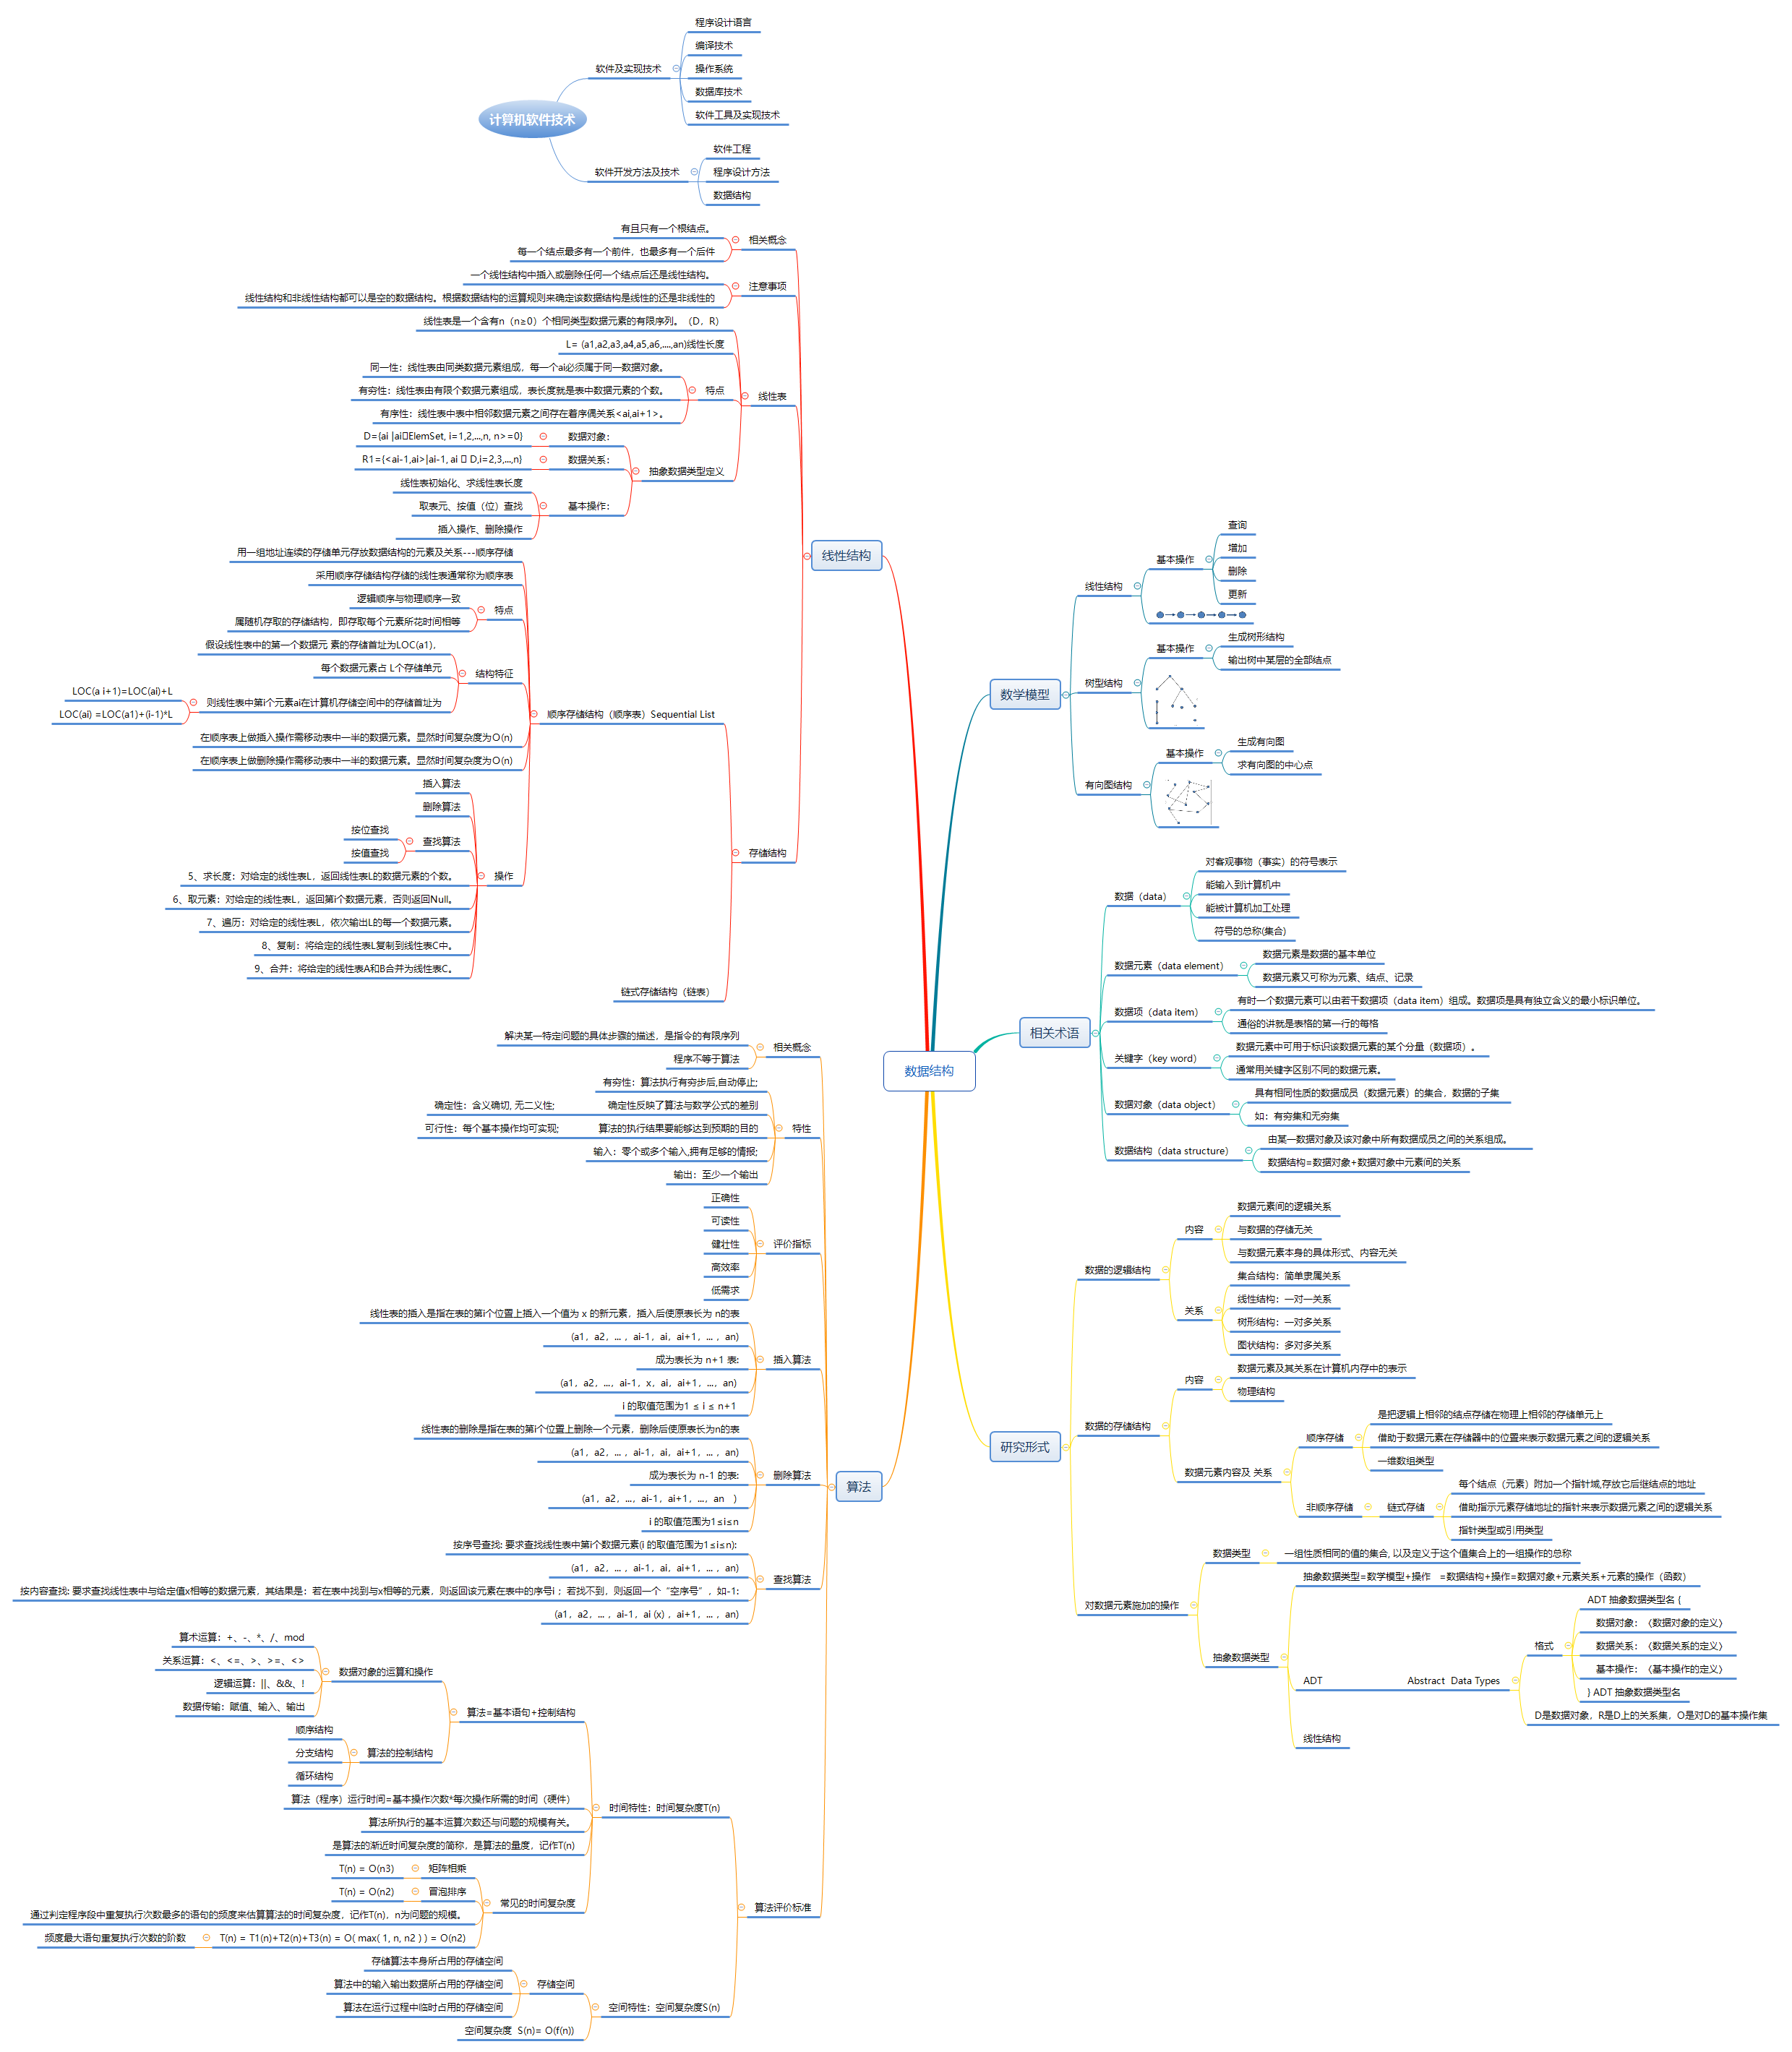 程序设计语言
编译技术
软件及实现技术
操作系统
数据库技术
软件工具及实现技术
计算机软件技术
软件工程
软件开发方法及技术
程序设计方法
数据结构
有且只有一个根结点。
相关概念
每一个结点最多有一个前件，也最多有一个后件
一个线性结构中插入或删除任何一个结点后还是线性结构。
注意事项
线性结构和非线性结构都可以是空的数据结构。根据数据结构的运算规则来确定该数据结构是线性的还是非线性的
线性表是一个含有n（n≥0）个相同类型数据元素的有限序列。（D，R）
L= (a1,a2,a3,a4,a5,a6,....,an)线性长度
同一性：线性表由同类数据元素组成，每一个ai必须属于同一数据对象。
有穷性：线性表由有限个数据元素组成，表长度就是表中数据元素的个数。
特点
线性表
有序性：线性表中表中相邻数据元素之间存在着序偶关系<ai,ai+1>。
D={ai |ai▯ElemSet, i=1,2,...,n, n>=0}
数据对象：
R1={<ai-1,ai>|ai-1, ai ▯ D,i=2,3,...,n}
数据关系：
抽象数据类型定义
线性表初始化、求线性表长度
取表元、按值（位）查找
基本操作：
插入操作、删除操作
线性结构
用一组地址连续的存储单元存放数据结构的元素及关系---顺序存储
采用顺序存储结构存储的线性表通常称为顺序表
逻辑顺序与物理顺序一致
特点
属随机存取的存储结构，即存取每个元素所花时间相等
假设线性表中的第一个数据元 素的存储首址为LOC(a1)，
每个数据元素占 L个存储单元
结构特征
LOC(a i+1)=LOC(ai)+L
则线性表中第i个元素ai在计算机存储空间中的存储首址为
LOC(ai) =LOC(a1)+(i-1)*L
顺序存储结构（顺序表）Sequential List
在顺序表上做插入操作需移动表中一半的数据元素。显然时间复杂度为Ｏ(n)
在顺序表上做删除操作需移动表中一半的数据元素。显然时间复杂度为Ｏ(n)
插入算法
删除算法
按位查找
查找算法
按值查找
存储结构
5、求长度：对给定的线性表L，返回线性表L的数据元素的个数。
操作
6、取元素：对给定的线性表L，返回第i个数据元素，否则返回Null。
7、遍历：对给定的线性表L，依次输出L的每一个数据元素。
8、复制：将给定的线性表L复制到线性表C中。
9、合并：将给定的线性表A和B合并为线性表C。
链式存储结构（链表）
解决某一特定问题的具体步骤的描述，是指令的有限序列
相关概念
程序不等于算法
有穷性：算法执行有穷步后,自动停止;
确定性：含义确切, 无二义性; 确定性反映了算法与数学公式的差别
可行性：每个基本操作均可实现; 算法的执行结果要能够达到预期的目的
特性
输入：零个或多个输入,拥有足够的情报;
输出：至少一个输出
正确性
可读性
健壮性
评价指标
高效率
低需求
线性表的插入是指在表的第i个位置上插入一个值为 x 的新元素，插入后使原表长为 n的表
(a1，a2，... ，ai-1，ai，ai+1，... ，an)
成为表长为 n+1 表:
插入算法
(a1，a2，...，ai-1，x，ai，ai+1，...，an)
i 的取值范围为1 ≤ i ≤ n+1
线性表的删除是指在表的第i个位置上删除一个元素，删除后使原表长为n的表
(a1，a2，... ，ai-1，ai，ai+1，... ，an)
成为表长为 n-1 的表:
删除算法
(a1，a2，...，ai-1，ai+1，...，an )
算法
i 的取值范围为1≤i≤n
按序号查找: 要求查找线性表中第i个数据元素(i 的取值范围为1≤i≤n):
(a1，a2，... ，ai-1，ai，ai+1，... ，an)
查找算法
按内容查找: 要求查找线性表中与给定值x相等的数据元素，其结果是：若在表中找到与x相等的元素，则返回该元素在表中的序号i ；若找不到，则返回一个“空序号”，如-1:
(a1，a2，... ，ai-1，ai (x) ，ai+1，... ，an)
算术运算：+、-、*、/、mod
关系运算：<、<=、>、>=、<>
数据对象的运算和操作
逻辑运算：||、&&、!
数据传输：赋值、输入、输出
算法=基本语句+控制结构
顺序结构
分支结构
算法的控制结构
循环结构
算法（程序）运行时间=基本操作次数*每次操作所需的时间（硬件）
时间特性：时间复杂度T(n)
算法所执行的基本运算次数还与问题的规模有关。
是算法的渐近时间复杂度的简称，是算法的量度，记作T(n)
T(n) = O(n3)
矩阵相乘
T(n) = O(n2)
冒泡排序
常见的时间复杂度
算法评价标准
通过判定程序段中重复执行次数最多的语句的频度来估算算法的时间复杂度，记作T(n)，n为问题的规模。
频度最大语句重复执行次数的阶数
T(n) = T1(n)+T2(n)+T3(n) = O( max( 1, n, n2 ) ) = O(n2)
存储算法本身所占用的存储空间
算法中的输入输出数据所占用的存储空间
存储空间
算法在运行过程中临时占用的存储空间
空间特性：空间复杂度S(n)
空间复杂度 S(n)= O(f(n))
数据结构
查询
增加
基本操作
删除
更新
线性结构
生成树形结构
基本操作
输出树中某层的全部结点
树型结构
数学模型
生成有向图
基本操作
求有向图的中心点
有向图结构
对客观事物（事实）的符号表示
能输入到计算机中
数据（data）
能被计算机加工处理
符号的总称(集合)
数据元素是数据的基本单位
数据元素（data element）
数据元素又可称为元素、结点、记录
有时一个数据元素可以由若干数据项（data item）组成。数据项是具有独立含义的最小标识单位。
数据项（data item）
通俗的讲就是表格的第一行的每格
相关术语
数据元素中可用于标识该数据元素的某个分量（数据项）。
关键字（key word）
通常用关键字区别不同的数据元素。
具有相同性质的数据成员（数据元素）的集合，数据的子集
数据对象（data object）
如：有穷集和无穷集
由某一数据对象及该对象中所有数据成员之间的关系组成。
数据结构（data structure）
数据结构=数据对象+数据对象中元素间的关系
数据元素间的逻辑关系
内容
与数据的存储无关
与数据元素本身的具体形式、内容无关
数据的逻辑结构
集合结构：简单隶属关系
线性结构：一对一关系
关系
树形结构：一对多关系
图状结构：多对多关系
数据元素及其关系在计算机内存中的表示
内容
物理结构
数据的存储结构
是把逻辑上相邻的结点存储在物理上相邻的存储单元上
顺序存储
借助于数据元素在存储器中的位置来表示数据元素之间的逻辑关系
一维数组类型
研究形式
数据元素内容及 关系
每个结点（元素）附加一个指针域,存放它后继结点的地址
非顺序存储
链式存储
借助指示元素存储地址的指针来表示数据元素之间的逻辑关系
指针类型或引用类型
数据类型
一组性质相同的值的集合, 以及定义于这个值集合上的一组操作的总称
抽象数据类型=数学模型+操作 =数据结构+操作=数据对象+元素关系+元素的操作（函数）
对数据元素施加的操作
ADT 抽象数据类型名 {
数据对象：〈数据对象的定义〉
格式
数据关系：〈数据关系的定义〉
抽象数据类型
基本操作：〈基本操作的定义〉
ADT Abstract Data Types
} ADT 抽象数据类型名
D是数据对象，R是D上的关系集，O是对D的基本操作集
线性结构